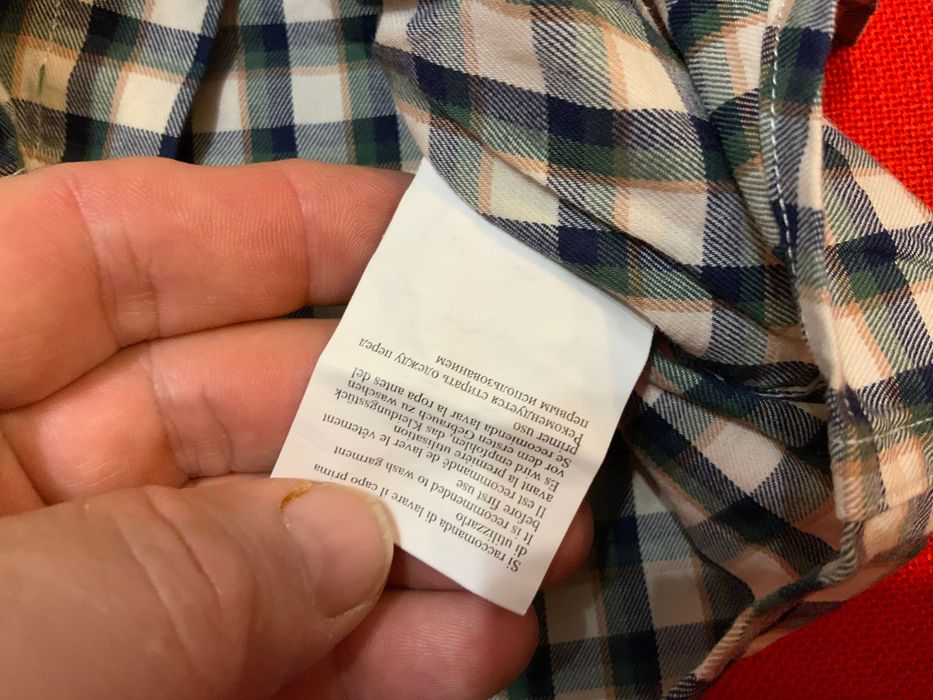 Si raccomanda di lavare il capo prima
di utilizzarlo
It is recommended to wash garment
before first use
Il est recommandé de laver le vêtement
avant la première utilisation
Es wird empfohlen, das Kleidungsstück
vor dem ersten Gebrauch zu waschen
Se recomienda lavar la ropa antes del
primer uso
Рекомендуется стирать одежду перед
первым использованием